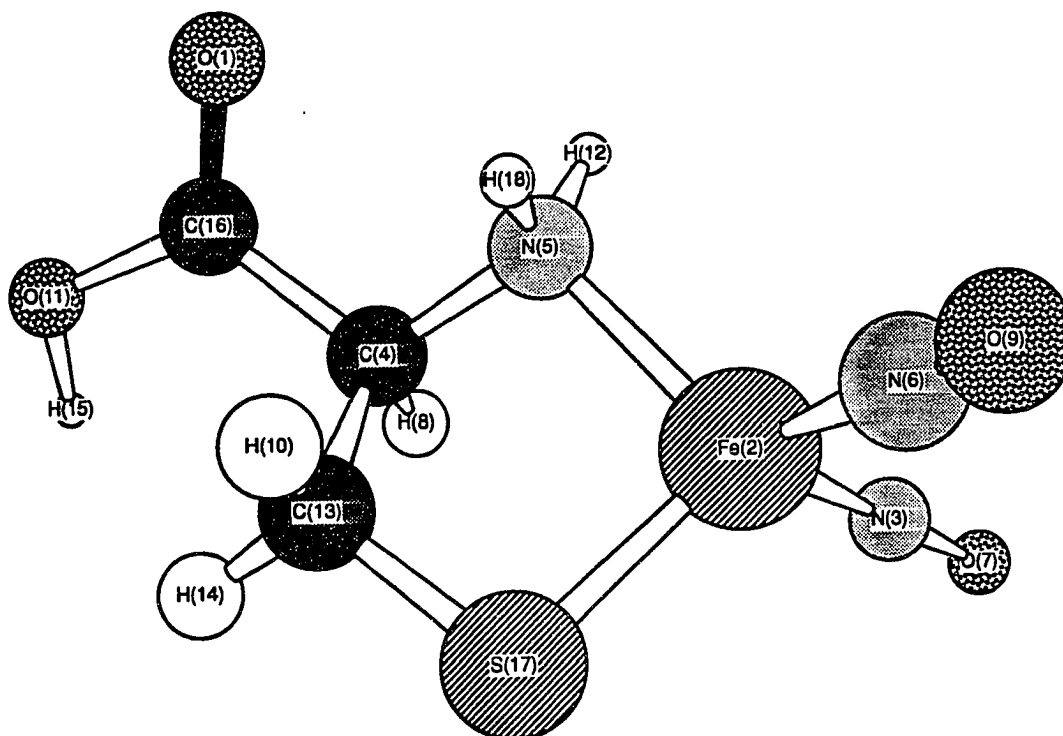 O(1)
H(12)
H(18)
C(16)
N(5)
O(11)
O(9)
C(4)
N(6)
H(15)
H(8)
H(10)
Fe(2)
C(13)
N(3)
O(7)
H(14)
S(17)